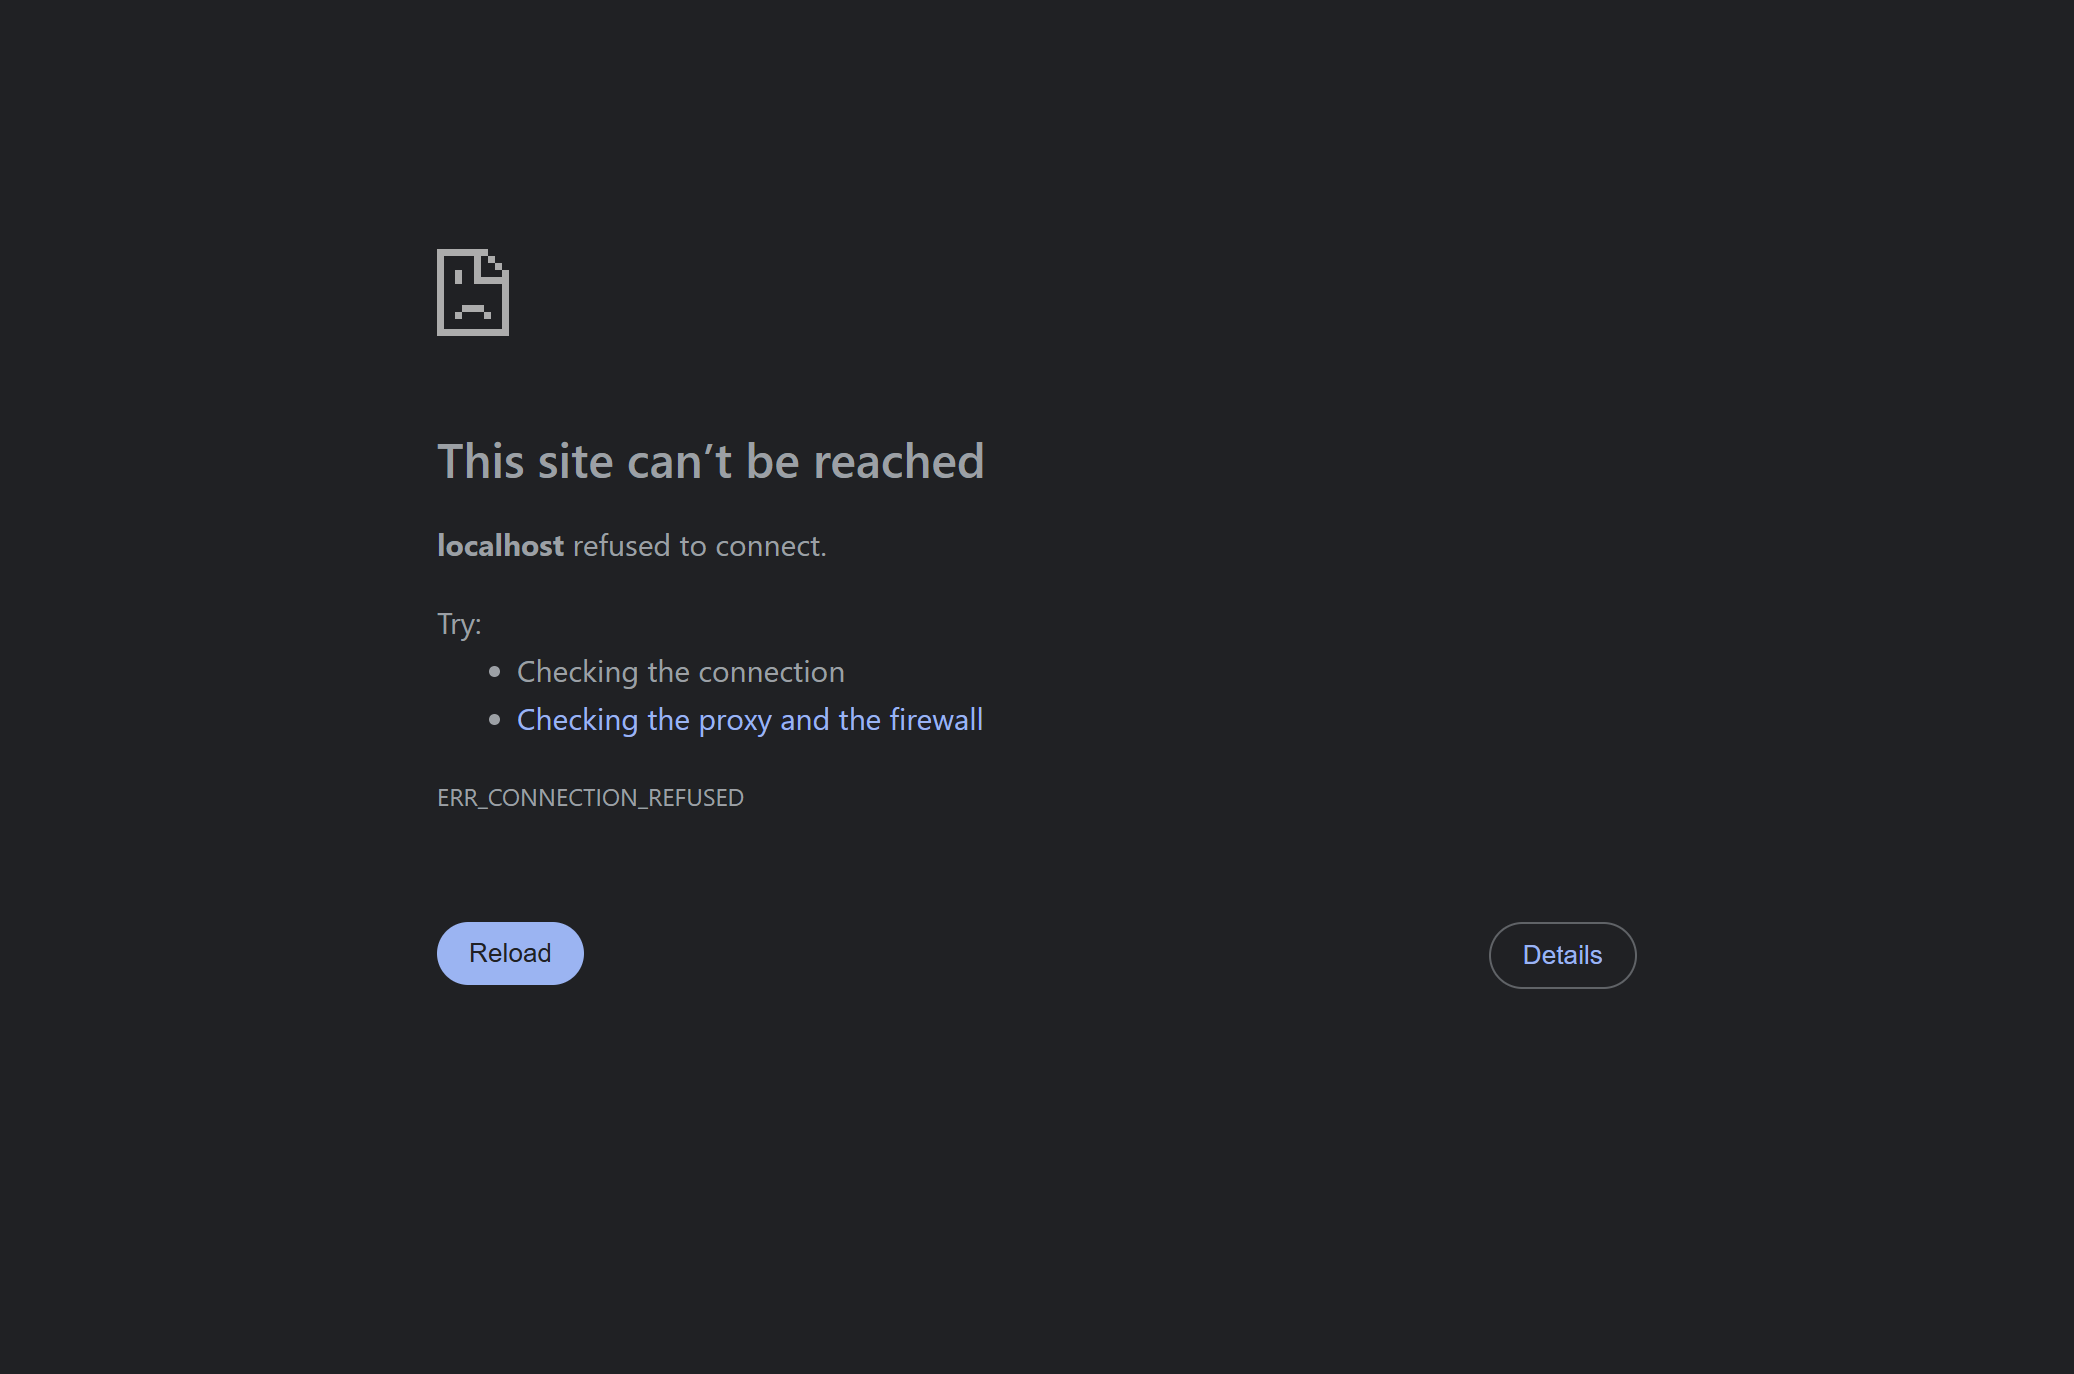 This site can’t be reached
localhost refused to connect.
Try:
Checking the connection
Checking the proxy and the firewall
ERR_CONNECTION_REFUSED
Reload
Details